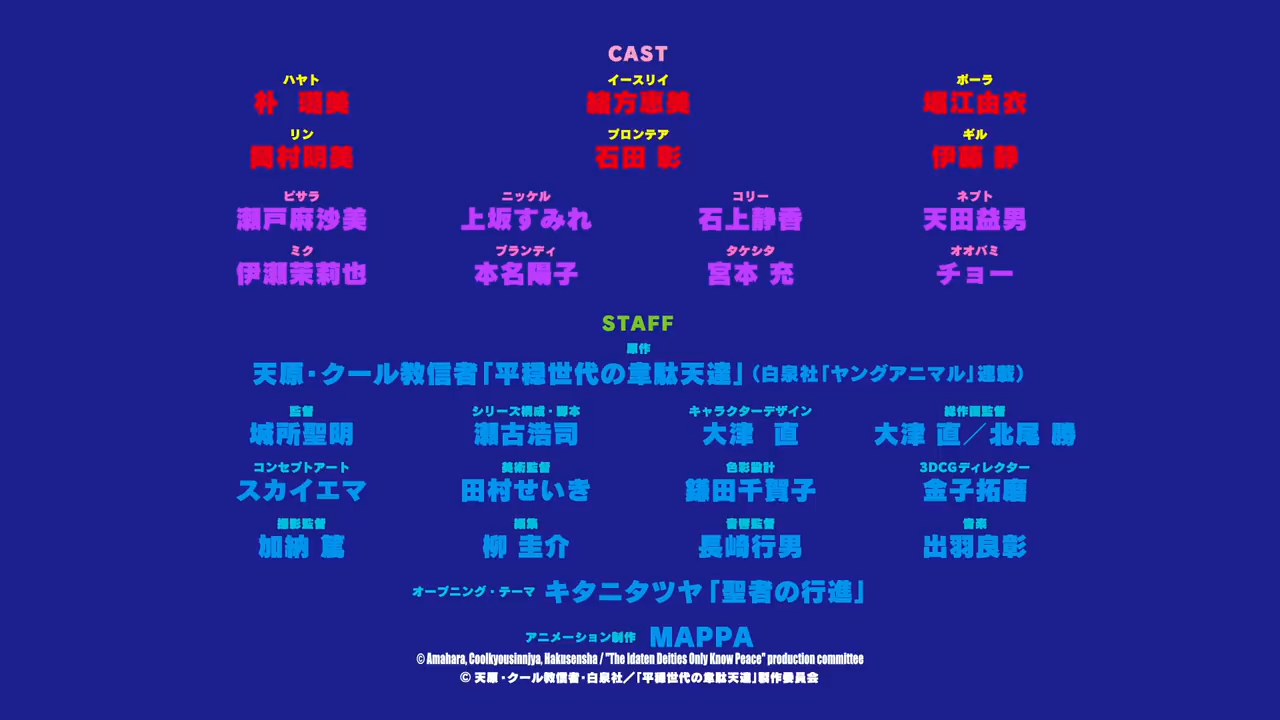 CAST
ハヤト イースリイ ポーラ
朴 璐美 緒方恵美 堀江由衣
リン プロンテア ギル
岡村明美 石田 彰 伊藤 静
ピサラ ニッケル コリー ネプト
瀬戸麻沙美 上坂すみれ 石上静香 天田益男
ミク ブランディ タケシタ オオバミ
伊瀬茉莉也 本名陽子 宮本 充 チョー
STAFF
原作
天原・クール教信者「平穏世代の韋駄天達」(白泉社「ヤングアニマル」連載)
監督 シリーズ構成・脚本 キャラクターデザイン 総作画監督
城所聖明 瀬古浩司 大津 直 大津 直／北尾 勝
コンセプトアート 美術監督 色彩設計 3DCGディレクター
スカイエマ 田村せいき 鎌田千賀子 金子拓磨
撮影監督 編集 音響監督 音楽
加納 篤 柳 圭介 長崎行男 出羽良彰
オープニング・テーマ キタニタツヤ「聖者の行進」
アニメーション制作 MAPPA
© Amahara, Coolkyousinnjya, Hakusensha / "The Idaten Deities Only Know Peace" production committee
© 天原・クール教信者・白泉社／「平穏世代の韋駄天達」製作委員会